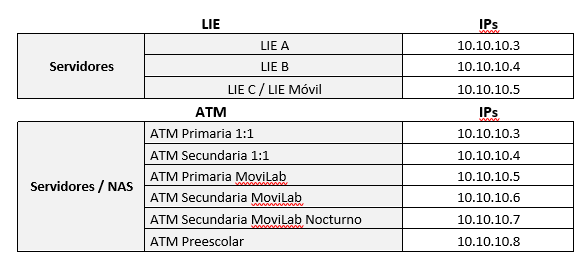 LIE IPs
Servidores LIE A 10.10.10.3
LIE B 10.10.10.4
LIE C / LIE Móvil 10.10.10.5
ATM IPs
Servidores / NAS ATM Primaria 1:1 10.10.10.3
ATM Secundaria 1:1 10.10.10.4
ATM Primaria MoviLab 10.10.10.5
ATM Secundaria MoviLab 10.10.10.6
ATM Secundaria MoviLab Nocturno 10.10.10.7
ATM Preescolar 10.10.10.8